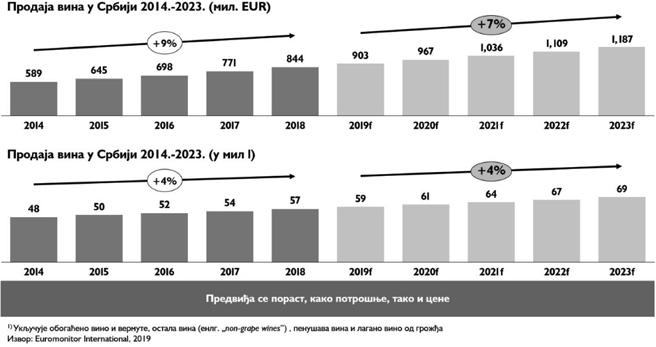 Продаја вина у Србији 2014.-2023. (мил. EUR)
+9%
+7%
589 645 698 771 844 903 967 1,036 1,109 1,187
2014 2015 2016 2017 2018 2019f 2020f 2021f 2022f 2023f
Продаја вина у Србији 2014.-2023. (у мил l)
+4%
+4%
48 50 52 54 57 59 61 64 67 69
2014 2015 2016 2017 2018 2019f 2020f 2021f 2022f 2023f
Предвиђа се пораст, како потрошње, тако и цене
1) Укључује обогаћено вино и вермуте, остала вина (енлг. „non-grape wines”) , пенушава вина и лагано вино од грожђа
Извор: Euromonitor International, 2019